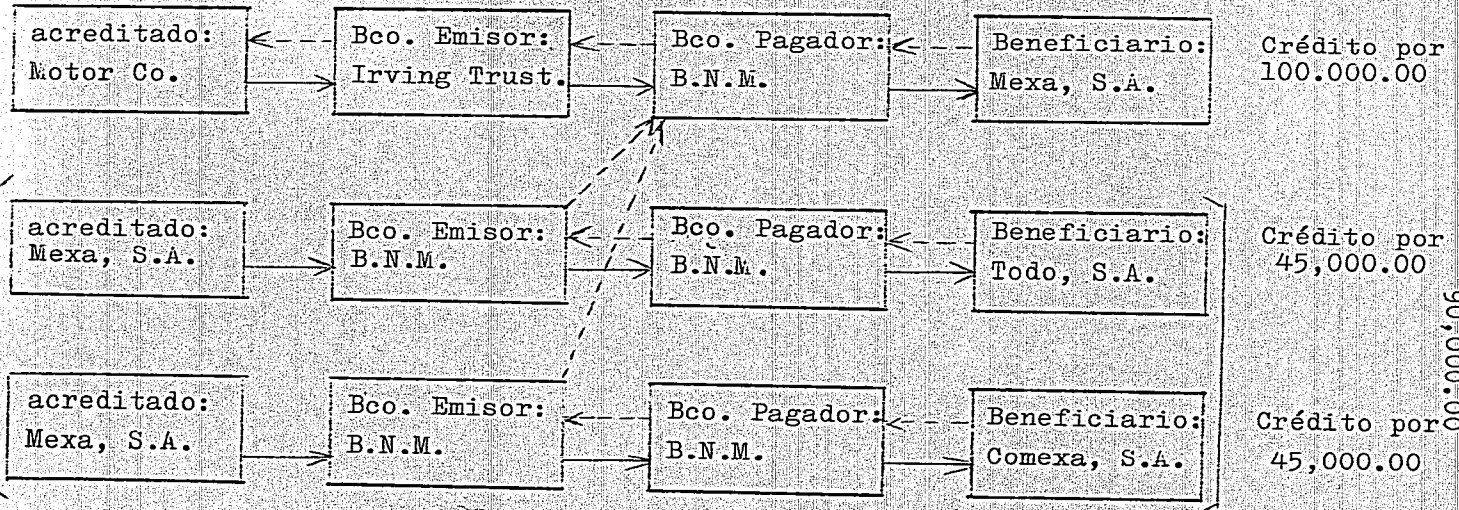 acreditado:
Motor Co.
Bco. Emisor:
Irving Trust.
Bco. Pagador:
B.N.M.
Beneficiario:
Mexa, S.A.
Crédito por
100.000.00
acreditado:
Mexa, S.A.
Bco. Emisor:
B.N.M.
Bco. Pagador:
B.N.M.
Beneficiario:
Todo, S.A.
Crédito por
45,000.00
acreditado:
Mexa, S.A.
Bco. Emisor:
B.N.M.
Bco. Pagador:
B.N.M.
Beneficiario:
Comexa, S.A.
Crédito por
45,000.00
90,000.00